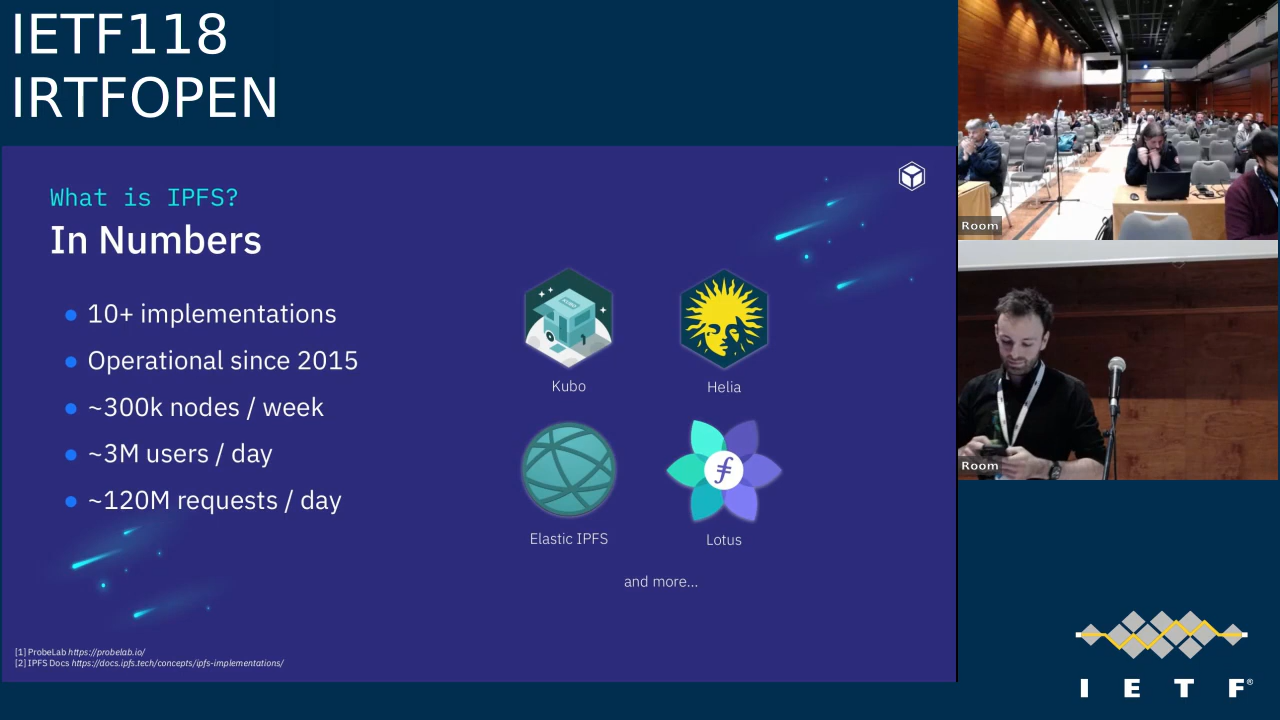 IETF118
IRTFOPEN
What is IPFS?
In Numbers
10+ implementations
Operational since 2015
~300k nodes / week
~3M users / day
~120M requests / day
KUBO
Kubo
Helia
Elastic IPFS
Lotus
and more...
[1] ProbeLab https://probelab.io/
[2] IPFS Docs https://docs.ipfs.tech/concepts/ipfs-implementations/
Room
Room
I E T F®